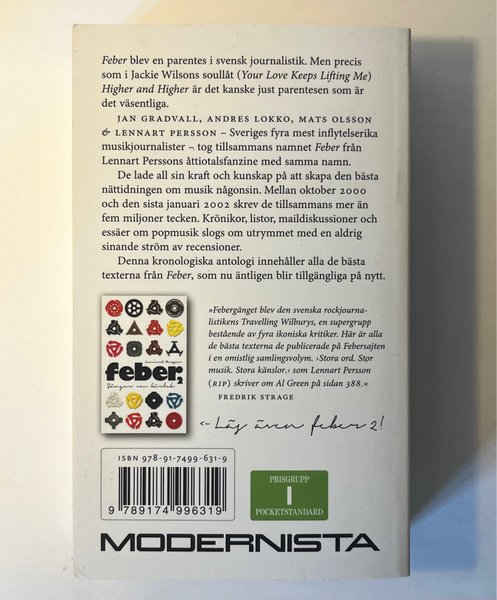 Feber blev en parentes i svensk journalistik. Men precis
som i Jackie Wilsons soullåt (Your Love Keeps Lifting Me)
Higher and Higher är det kanske just parentesen som är
det väsentliga.
JAN GRADVALL, ANDRES LOKKO, MATS OLSSON
& LENNART PERSSON – Sveriges fyra mest inflytelserika
musikjournalister – tog tillsammans namnet Feber från
Lennart Perssons åttiotalsfanzine med samma namn.
De lade all sin kraft och kunskap på att skapa den bästa
nättidningen om musik någonsin. Mellan oktober 2000
och den sista januari 2002 skrev de tillsammans mer än
fem miljoner tecken. Krönikor, listor, maildiskussioner och
essäer om popmusik slogs om utrymmet med en aldrig
sinande ström av recensioner.
Denna kronologiska antologi innehåller alla de bästa
texterna från Feber, som nu äntligen blir tillgängliga på nytt.
»Febergänget blev den svenska rockjourna-
listikens Travelling Wilburys, en supergrupp
bestående av fyra ikoniska kritiker. Här är alla
de bästa texterna de publicerade på Febersajten
i en omistlig samlingsvolym. ›Stora ord. Stor
musik. Stora känslor.‹ som Lennart Persson
(RIP) skriver om Al Green på sidan 388.«
FREDRIK STRAGE
Lennart Persson
feber2
Sånger om kärlek
<- Läs även feber 2!
ISBN 978-91-7499-631-9
9 789174 996319
PRISGRUPP
I
POCKETSTANDARD
MODERNISTA